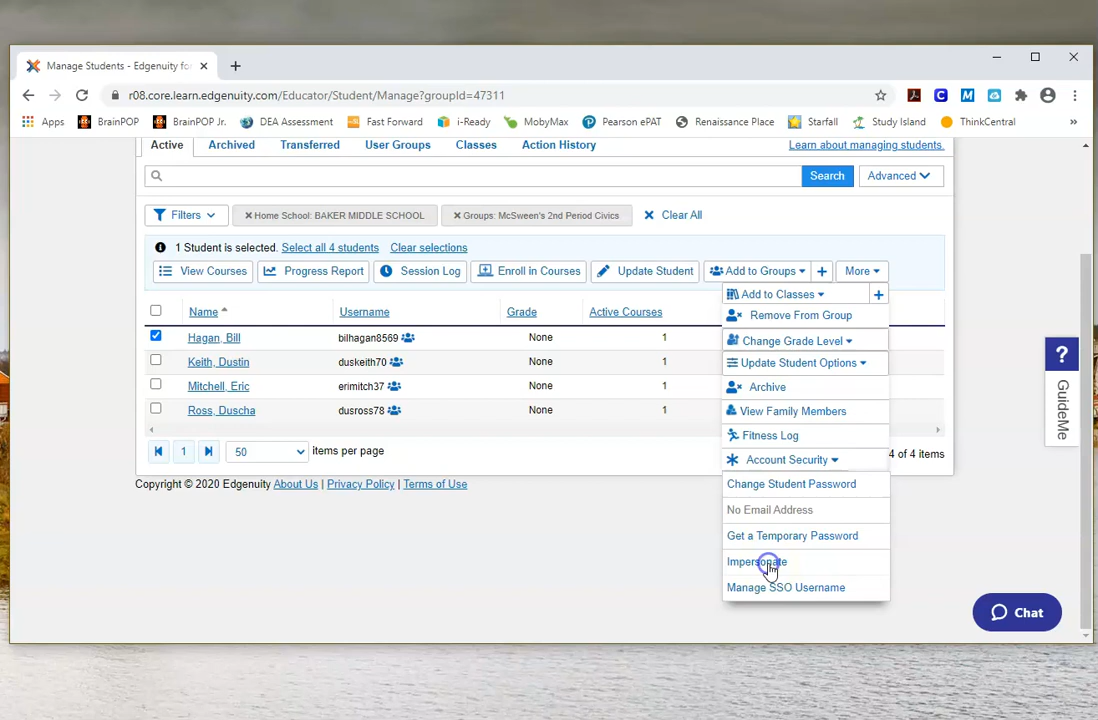 Manage Students - Edgenuity for
r08.core.learn.edgenuity.com/Educator/Student/Manage?groupId=47311
Apps BrainPOP BrainPOP Jr. DEA Assessment Fast Forward i-Ready MobyMax Pearson ePAT Renaissance Place Starfall Study Island ThinkCentral »
Active Archived Transferred User Groups Classes Action History Learn about managing students.
Search Advanced
Filters Home School: BAKER MIDDLE SCHOOL Groups: McSween's 2nd Period Civics Clear All
1 Student is selected. Select all 4 students Clear selections
View Courses Progress Report Session Log Enroll in Courses Update Student Add to Groups + More
Add to Classes +
Name Username Grade Active Courses
Remove From Group
Hagan, Bill bilhagan8569 None 1
Change Grade Level
Keith, Dustin duskeith70 None 1
Update Student Options
Mitchell, Eric erimitch37 None 1
Archive
Ross, Duscha dusross78 None 1
View Family Members
Fitness Log
1 50 items per page 4 of 4 items
Account Security
Copyright © 2020 Edgenuity About Us | Privacy Policy | Terms of Use
Change Student Password
No Email Address
Get a Temporary Password
Impersonate
Manage SSO Username
? GuideMe
Chat